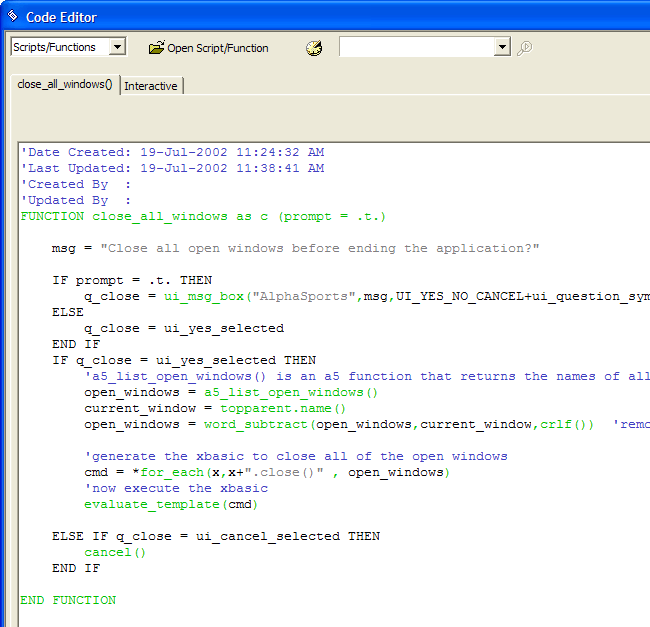 Code Editor
Scripts/Functions Open Script/Function
close_all_windows() Interactive
'Date Created: 19-Jul-2002 11:24:32 AM
'Last Updated: 19-Jul-2002 11:38:41 AM
'Created By  :
'Updated By  :
FUNCTION close_all_windows as c (prompt = .t.)
    msg = "Close all open windows before ending the application?"
    IF prompt = .t. THEN
        q_close = ui_msg_box("AlphaSports",msg,UI_YES_NO_CANCEL+ui_question_sym
    ELSE
        q_close = ui_yes_selected
    END IF
    IF q_close = ui_yes_selected THEN
        'a5_list_open_windows() is an a5 function that returns the names of all
        open_windows = a5_list_open_windows()
        current_window = topparent.name()
        open_windows = word_subtract(open_windows,current_window,crlf())  'remo
        'generate the xbasic to close all of the open windows
        cmd = *for_each(x,x+".close()" , open_windows)
        'now execute the xbasic
        evaluate_template(cmd)
    ELSE IF q_close = ui_cancel_selected THEN
        cancel()
    END IF
END FUNCTION